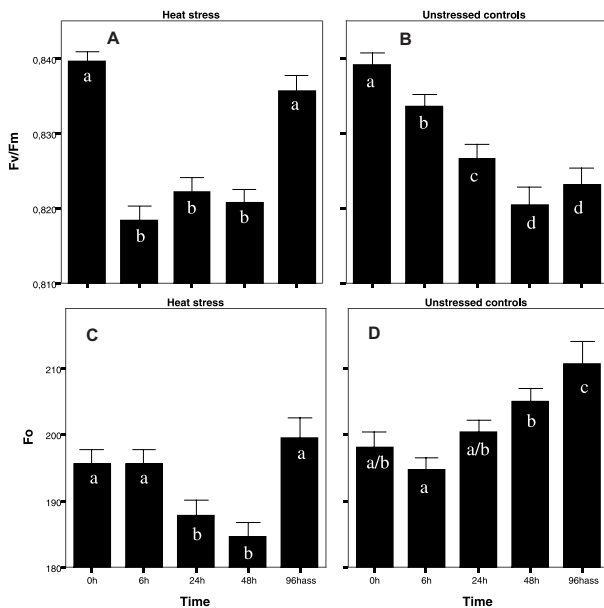 Heat stress Unstressed controls
A B
0,840
0,830
0,820
0,810
Fv/Fm
a b b b a
a b c d d
Heat stress Unstressed controls
C D
210
200
190
180
Fo
a a b b a
a/b a a/b b c
0h 6h 24h 48h 96hass 0h 6h 24h 48h 96hass
Time Time